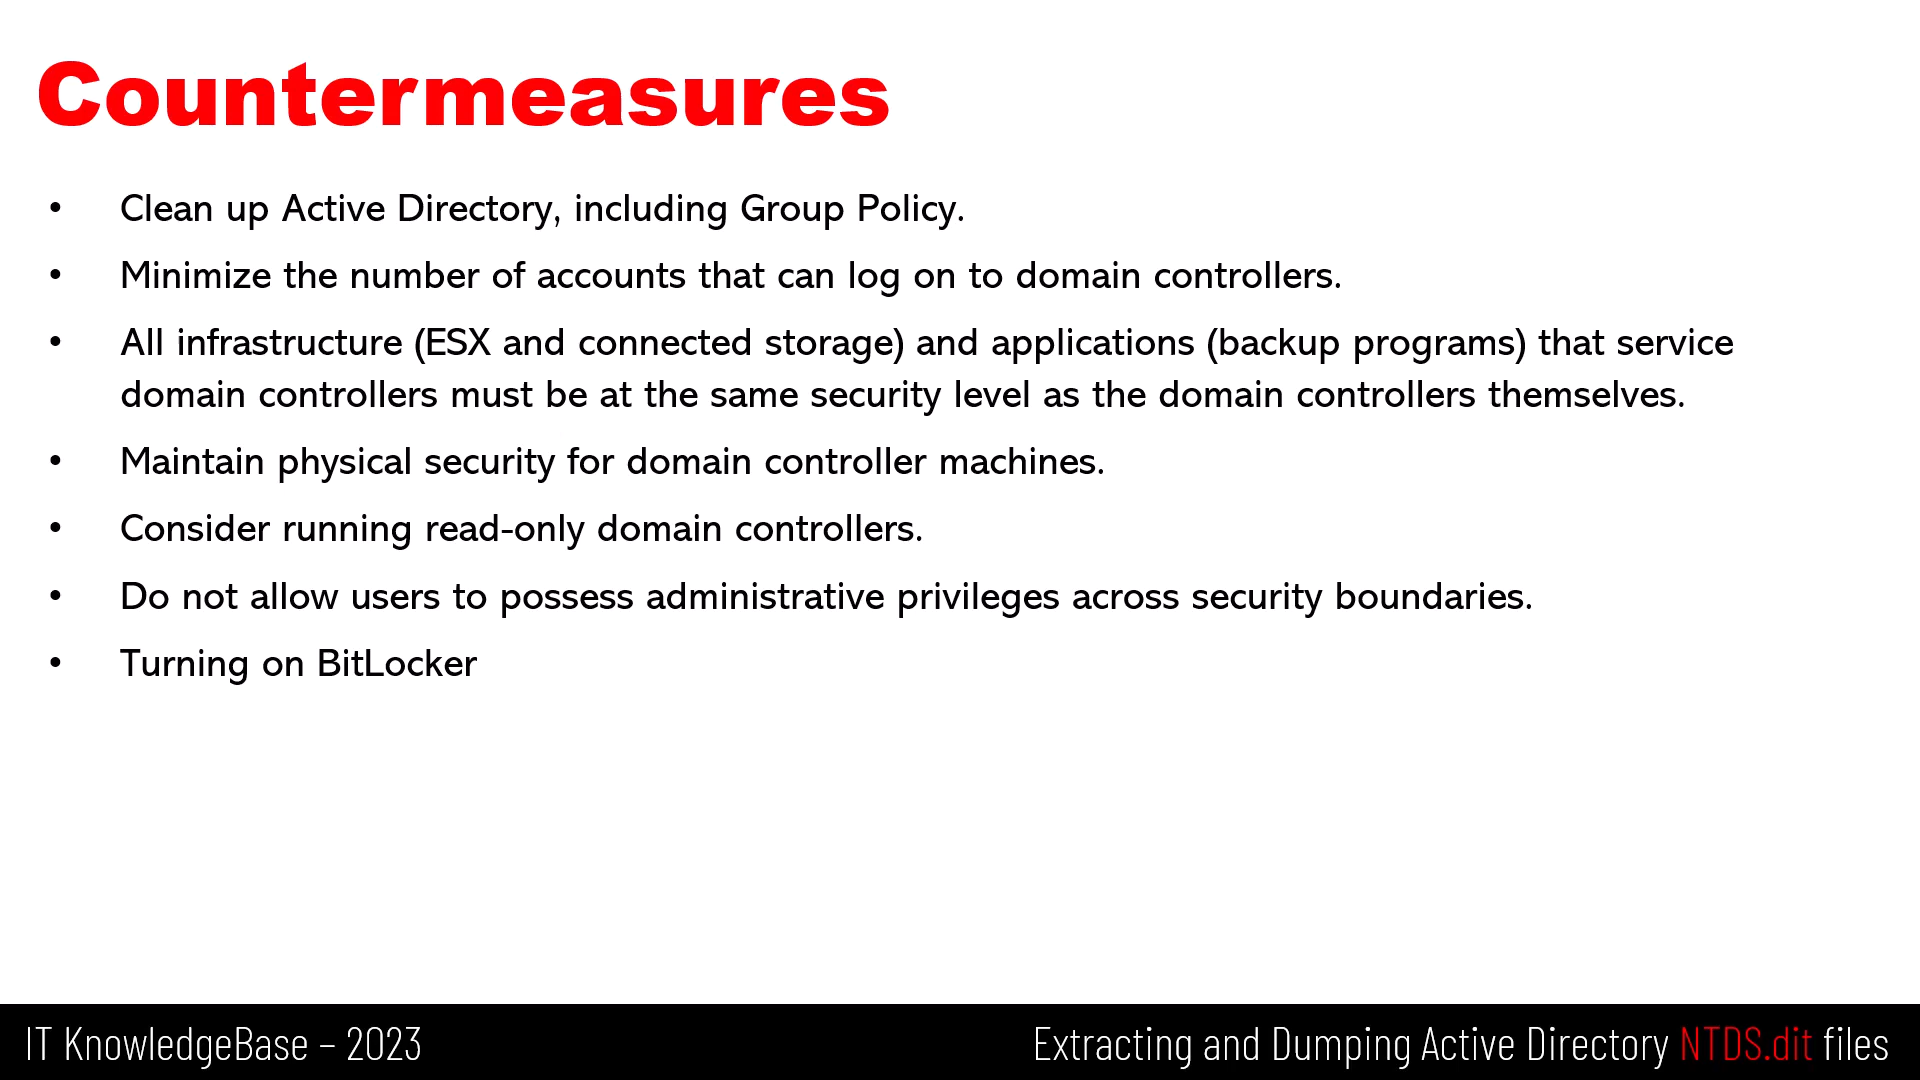 Countermeasures
• Clean up Active Directory, including Group Policy.
• Minimize the number of accounts that can log on to domain controllers.
• All infrastructure (ESX and connected storage) and applications (backup programs) that service
domain controllers must be at the same security level as the domain controllers themselves.
• Maintain physical security for domain controller machines.
• Consider running read-only domain controllers.
• Do not allow users to possess administrative privileges across security boundaries.
• Turning on BitLocker
IT KnowledgeBase – 2023
Extracting and Dumping Active Directory NTDS.dit files